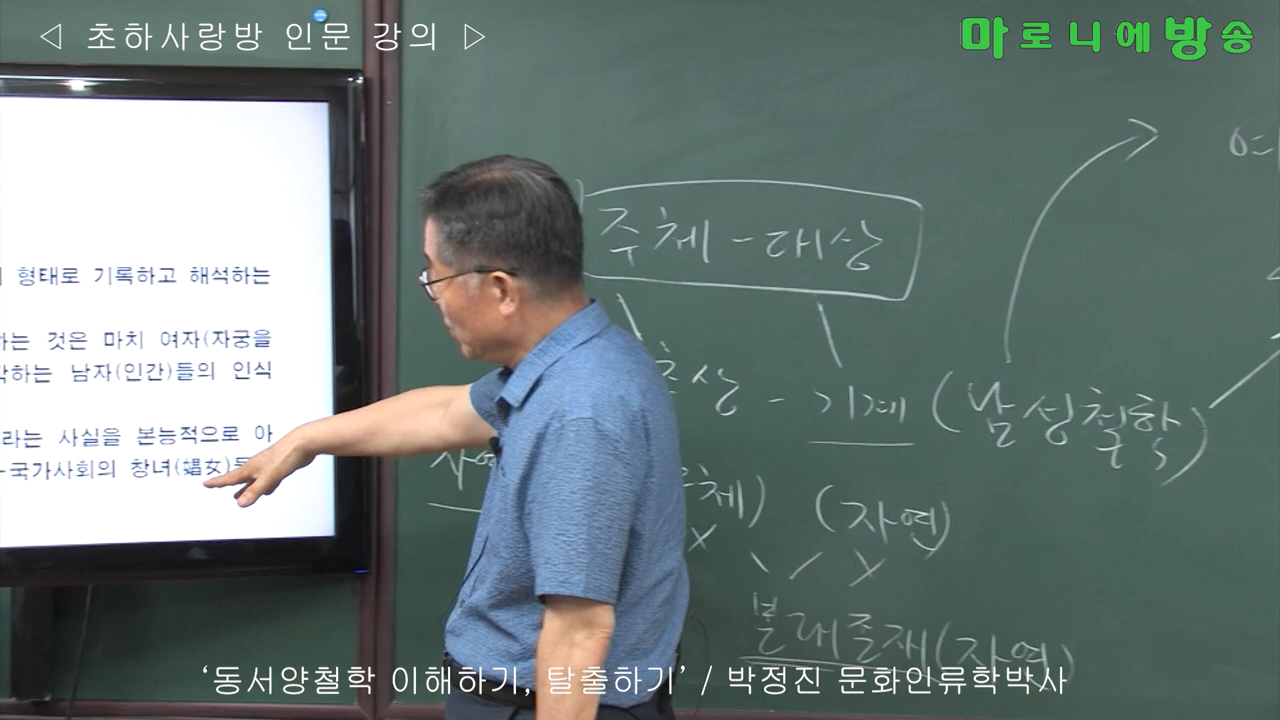 ◁ 초하사랑방 인문 강의 ▷
마로니에방송
형태로 기록하고 해석하는
하는 것은 마치 여자(자궁을
각하는 남자(인간)들의 인식
라는 사실을 본능적으로 아
국가사회의 창녀(娼女)
주체-대상
추상 - 기계 (남성철학)
자연
(자연)
본래존재(자연)
‘동서양철학 이해하기, 탈출하기’ / 박정진 문화인류학박사